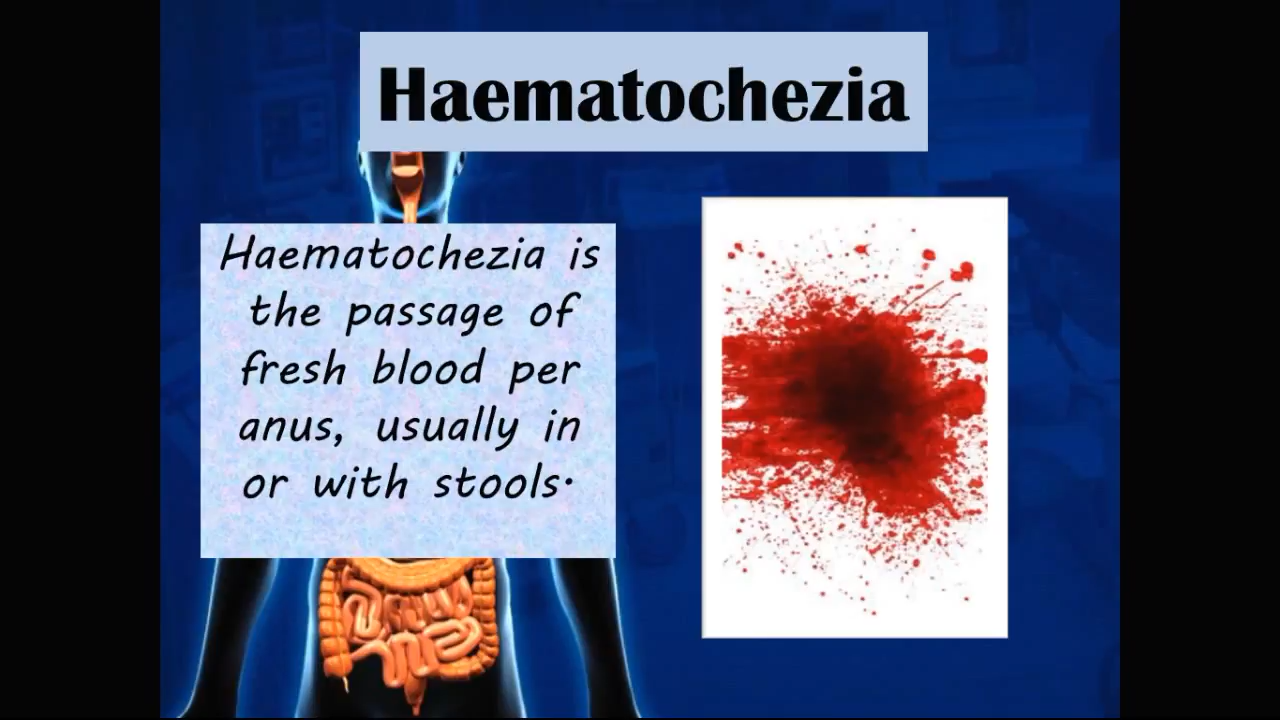 Haematochezia
Haematochezia is
the passage of
fresh blood per
anus, usually in
or with stools.